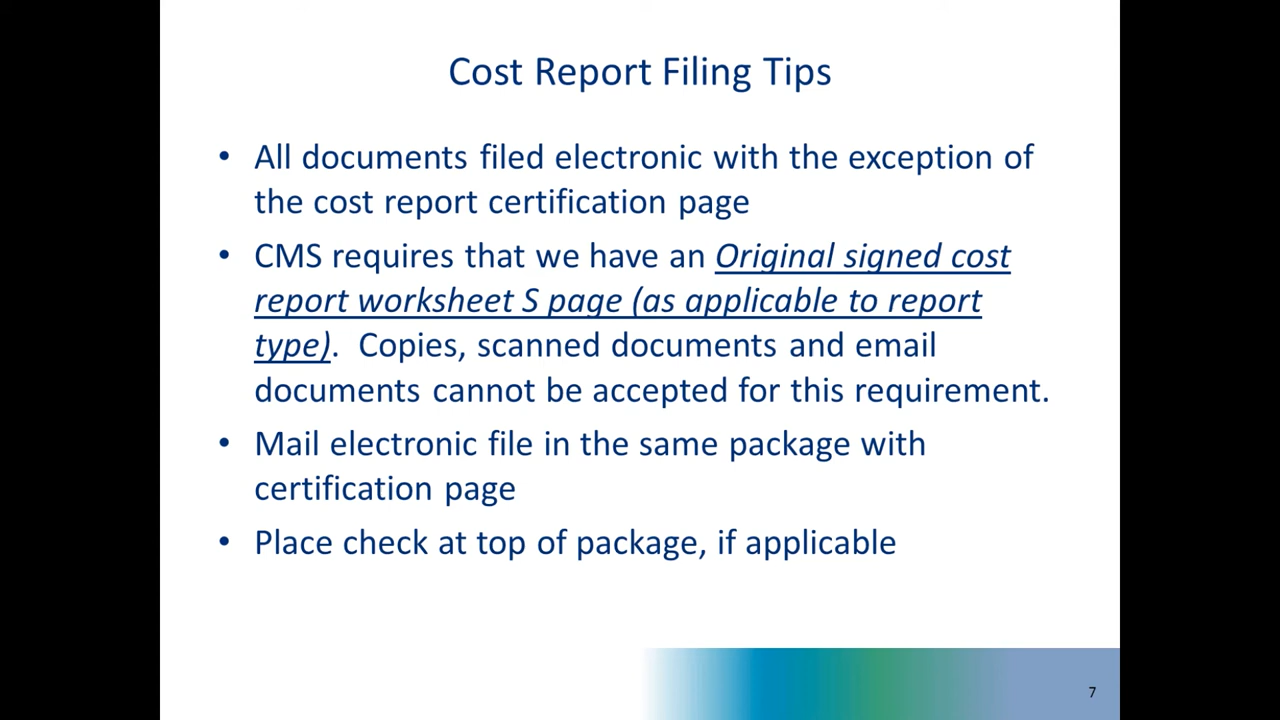 Cost Report Filing Tips
• All documents filed electronic with the exception of
the cost report certification page
• CMS requires that we have an Original signed cost
report worksheet S page (as applicable to report
type).  Copies, scanned documents and email
documents cannot be accepted for this requirement.
• Mail electronic file in the same package with
certification page
• Place check at top of package, if applicable
7